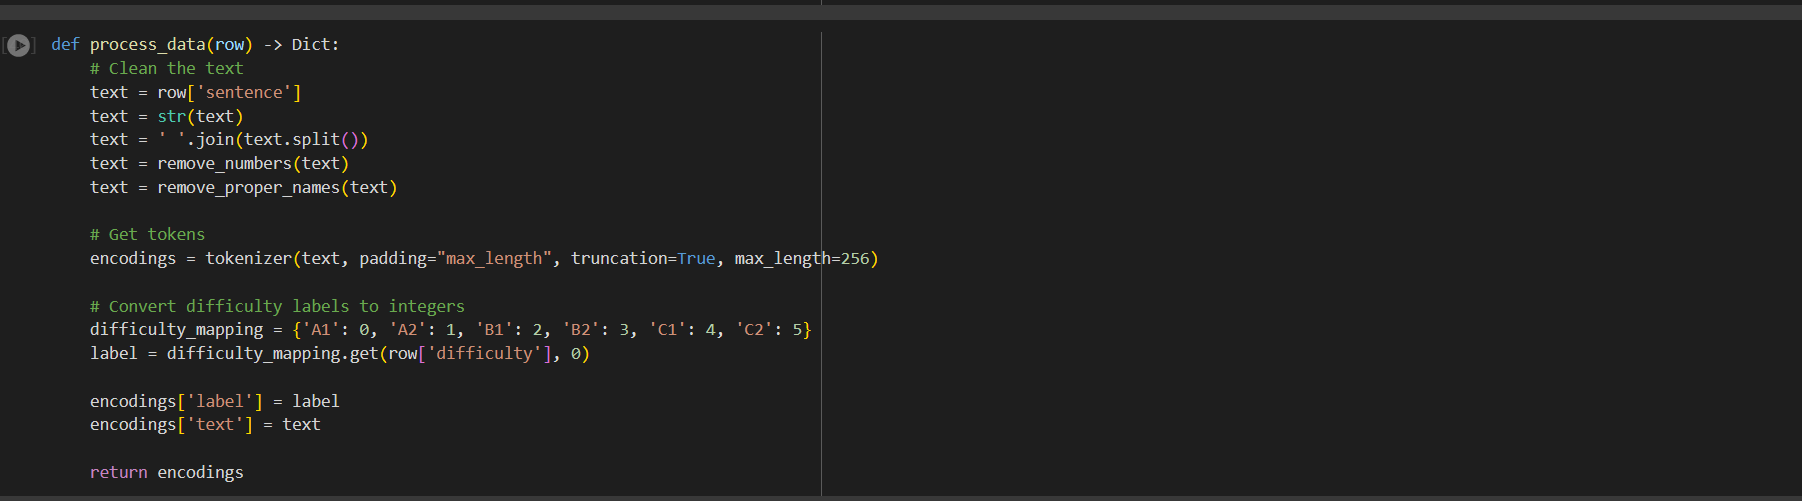 def process_data(row) -> Dict:
    # Clean the text
    text = row['sentence']
    text = str(text)
    text = ' '.join(text.split())
    text = remove_numbers(text)
    text = remove_proper_names(text)

    # Get tokens
    encodings = tokenizer(text, padding="max_length", truncation=True, max_length=256)

    # Convert difficulty labels to integers
    difficulty_mapping = {'A1': 0, 'A2': 1, 'B1': 2, 'B2': 3, 'C1': 4, 'C2': 5}
    label = difficulty_mapping.get(row['difficulty'], 0)

    encodings['label'] = label
    encodings['text'] = text

    return encodings